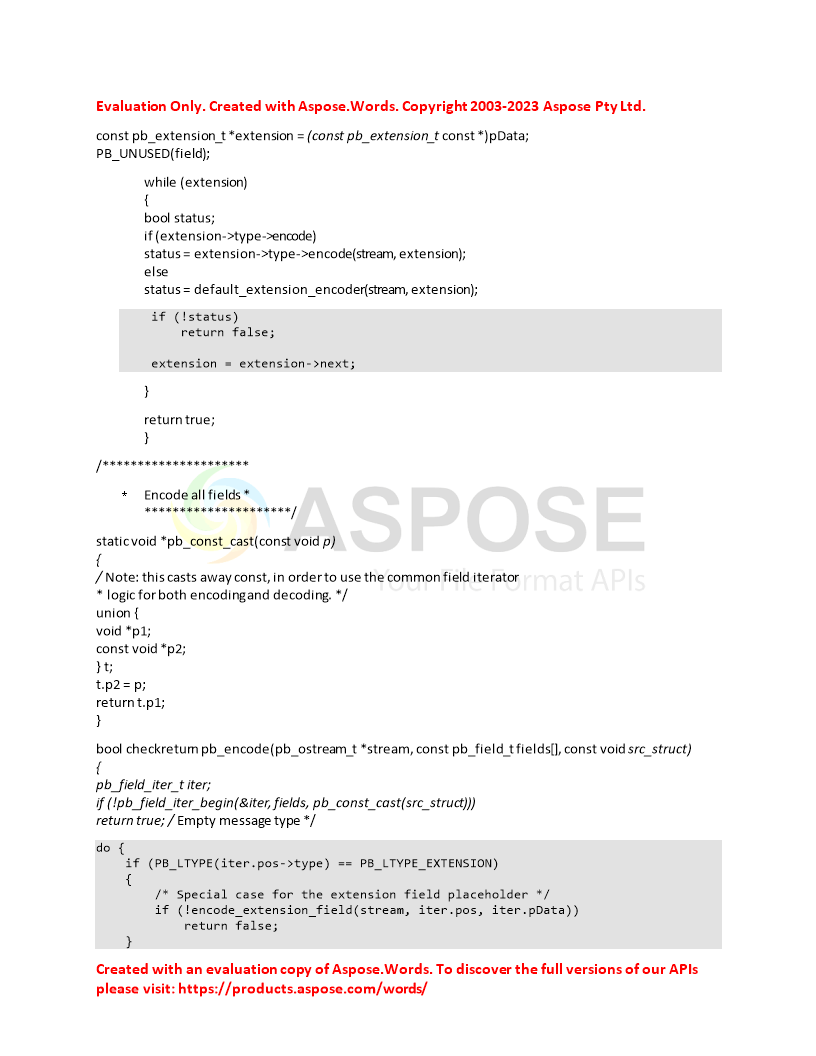 Evaluation Only. Created with Aspose.Words. Copyright 2003-2023 Aspose Pty Ltd.
const pb_extension_t *extension = (const pb_extension_t const *)pData;
PB_UNUSED(field);
while (extension)
{
bool status;
if (extension->type->encode)
status = extension->type->encode(stream, extension);
else
status = default_extension_encoder(stream, extension);
if (!status)
return false;
extension = extension->next;
}
return true;
}
/*********************
* Encode all fields *
*********************/
ASPOSE
static void *pb_const_cast(const void p)
{
/ Note: this casts away const, in order to use the common field iterator
Your File Format APIs
* logic for both encoding and decoding. */
union {
void *p1;
const void *p2;
} t;
t.p2 = p;
return t.p1;
}
bool checkreturn pb_encode(pb_ostream_t *stream, const pb_field_t fields[], const void src_struct)
{
pb_field_iter_t iter;
if (!pb_field_iter_begin(&iter, fields, pb_const_cast(src_struct)))
return true; / Empty message type */
do {
if (PB_LTYPE(iter.pos->type) == PB_LTYPE_EXTENSION)
{
/* Special case for the extension field placeholder */
if (!encode_extension_field(stream, iter.pos, iter.pData))
return false;
}
Created with an evaluation copy of Aspose.Words. To discover the full versions of our APIs
please visit: https://products.aspose.com/words/